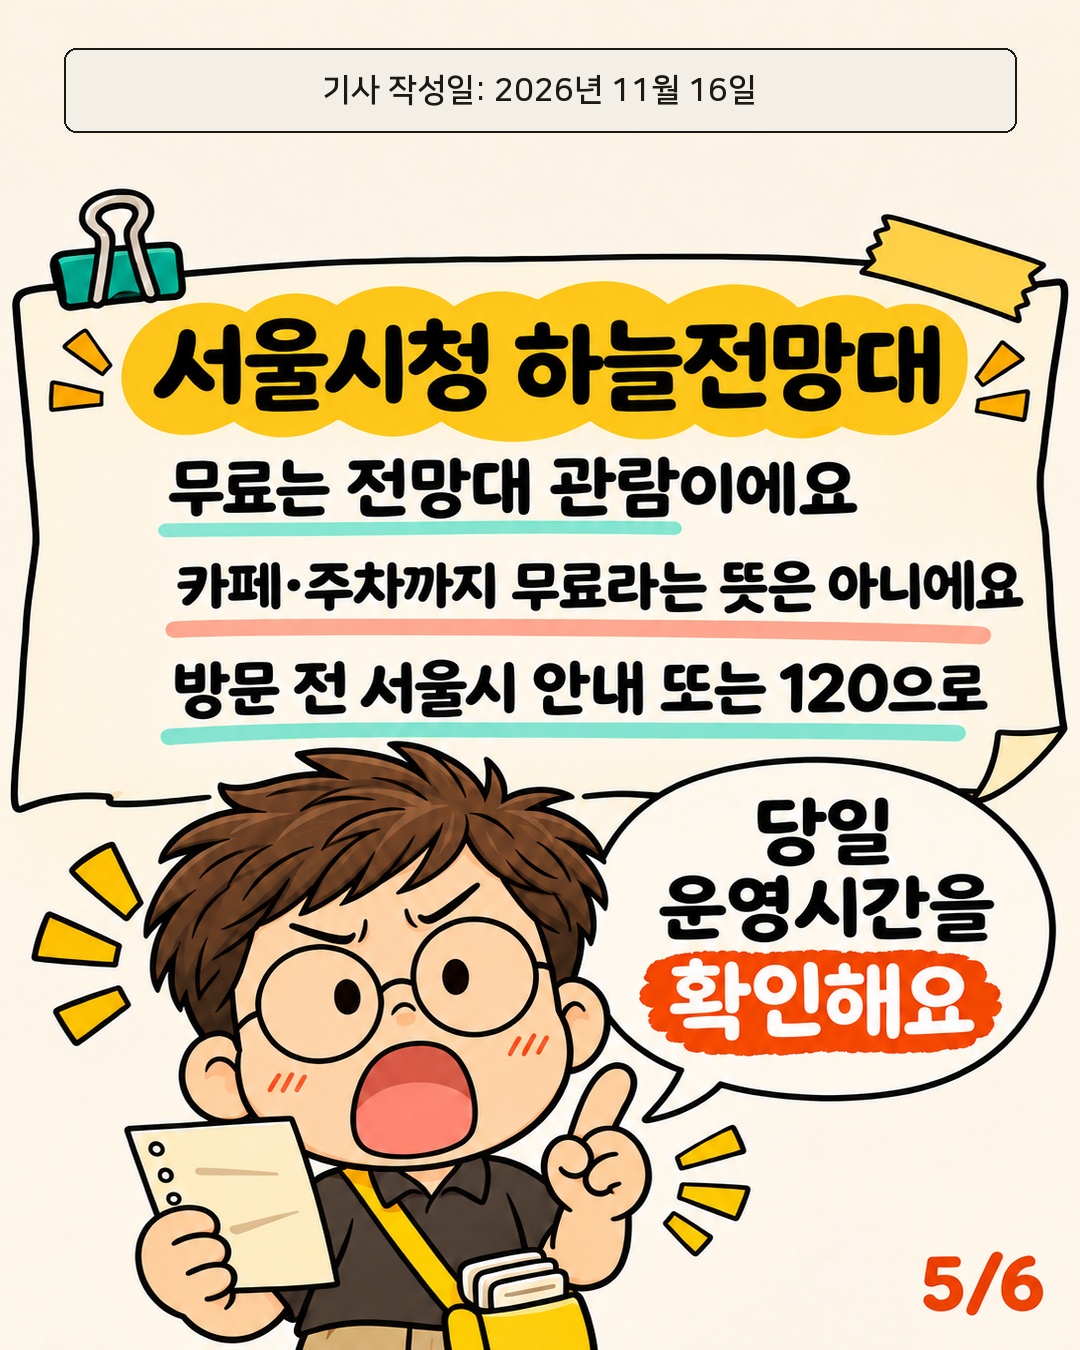 기사 작성일: 2026년 11월 16일
서울시청 하늘전망대
무료는 전망대 관람이에요
카페·주차까지 무료라는 뜻은 아니에요
방문 전 서울시 안내 또는 120으로
당일
운영시간을
확인해요
5/6